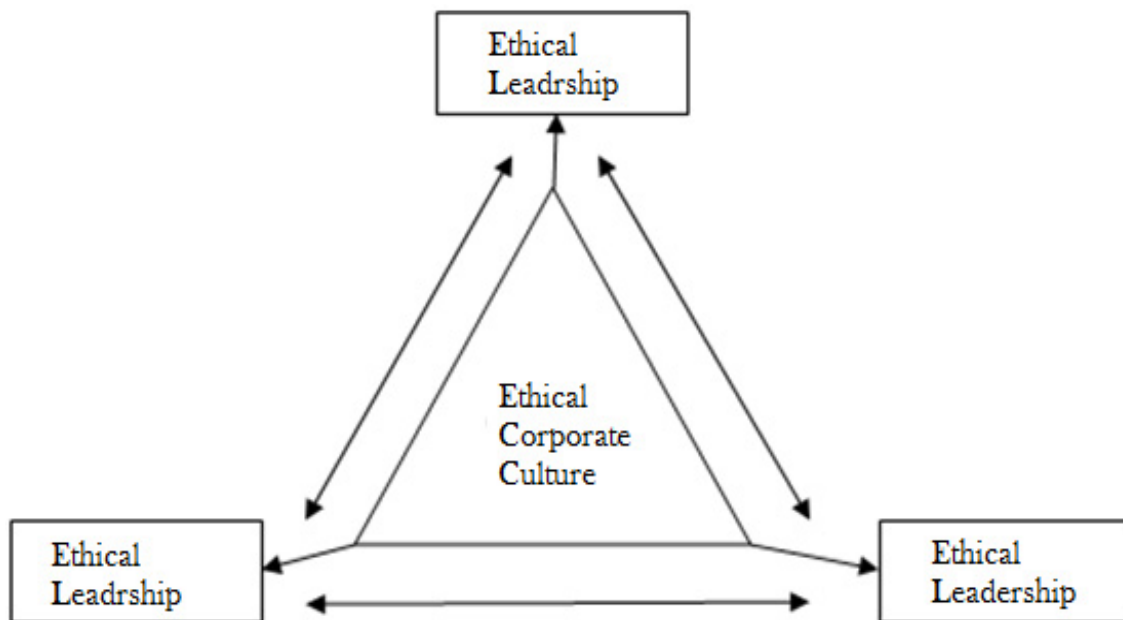 Ethical
Leadrship
Ethical
Corporate
Culture
Ethical
Leadrship
Ethical
Leadership